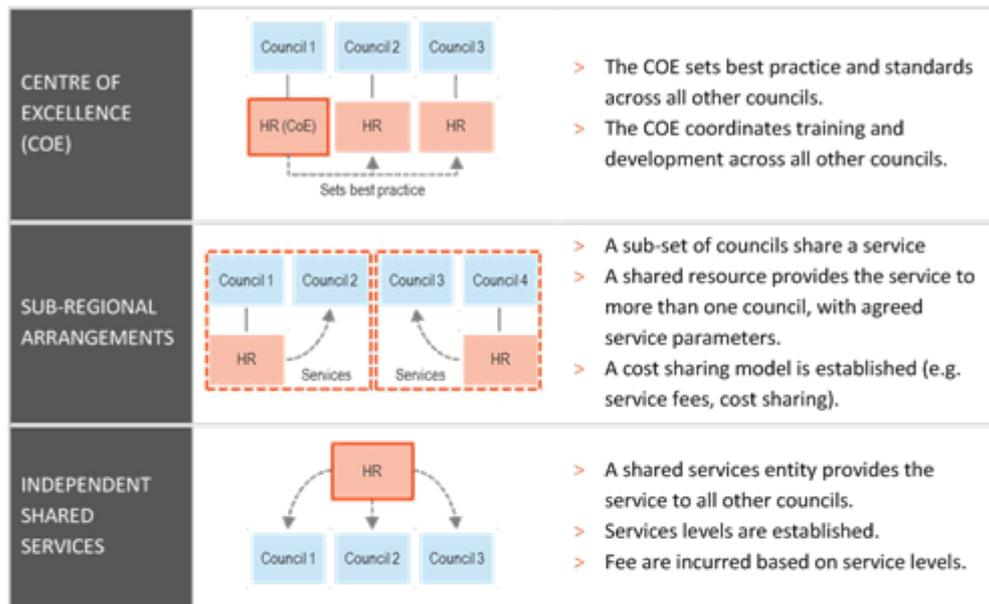 CENTRE OF
EXCELLENCE
(COE)
Council 1 Council 2 Council 3
HR (CoE) HR HR
Sets best practice
> The COE sets best practice and standards
across all other councils.
> The COE coordinates training and
development across all other councils.
SUB-REGIONAL
ARRANGEMENTS
Council 1 Council 2 Council 3 Council 4
HR HR
Services Services
> A sub-set of councils share a service
> A shared resource provides the service to
more than one council, with agreed
service parameters.
> A cost sharing model is established (e.g.
service fees, cost sharing).
INDEPENDENT
SHARED
SERVICES
HR
Council 1 Council 2 Council 3
> A shared services entity provides the
service to all other councils.
> Services levels are established.
> Fee are incurred based on service levels.